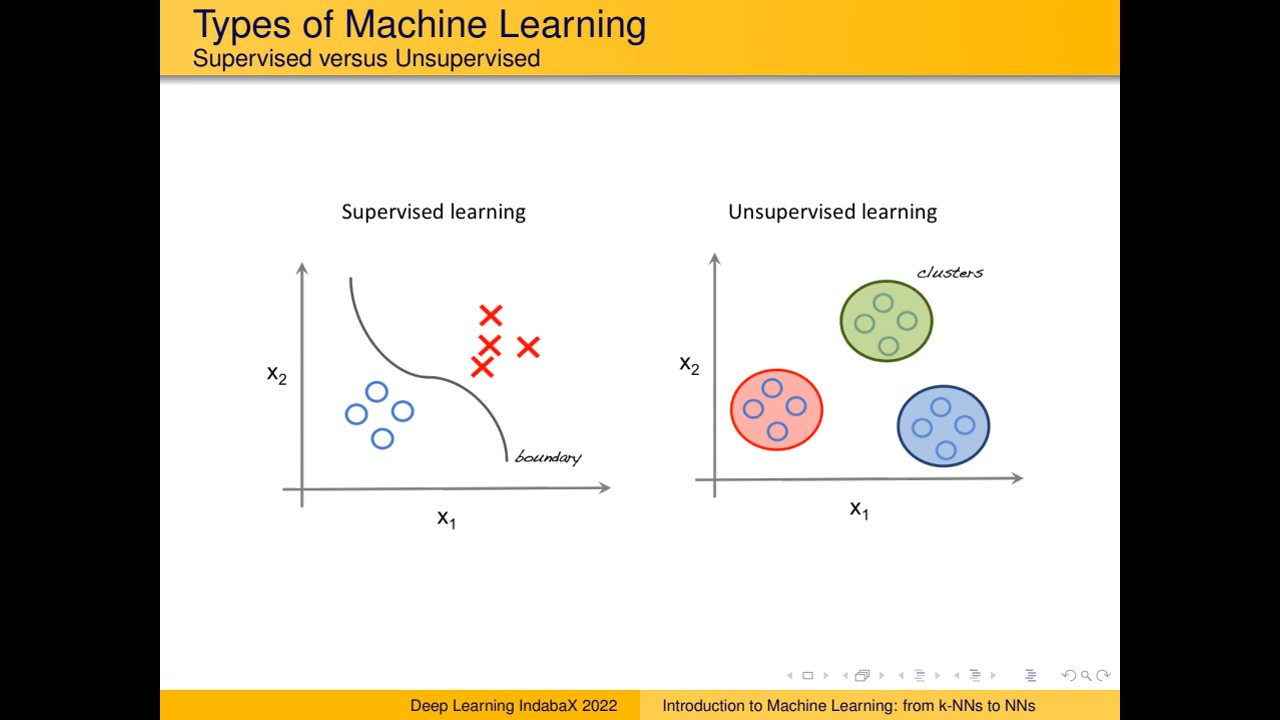 Types of Machine Learning
Supervised versus Unsupervised
Supervised learning
boundary
x₂
x₁
Unsupervised learning
clusters
x₂
x₁
Deep Learning IndabaX 2022
Introduction to Machine Learning: from k-NNs to NNs